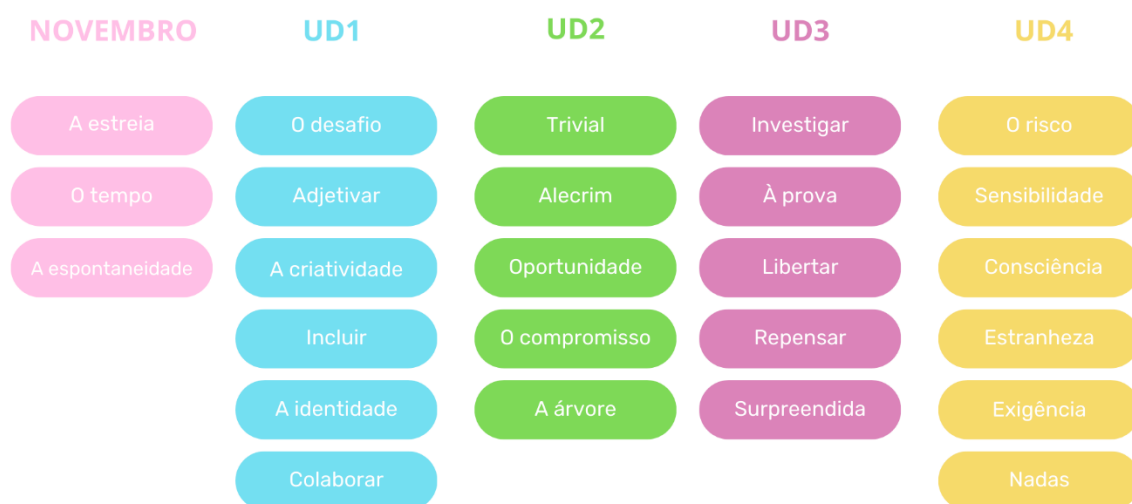 NOVEMBRO
A estreia
O tempo
A espontaneidade
UD1
O desafio
Adjetivar
A criatividade
Incluir
A identidade
Colaborar
UD2
Trivial
Alecrim
Oportunidade
O compromisso
A árvore
UD3
Investigar
À prova
Libertar
Repensar
Surpreendida
UD4
O risco
Sensibilidade
Consciência
Estranheza
Exigência
Nadas